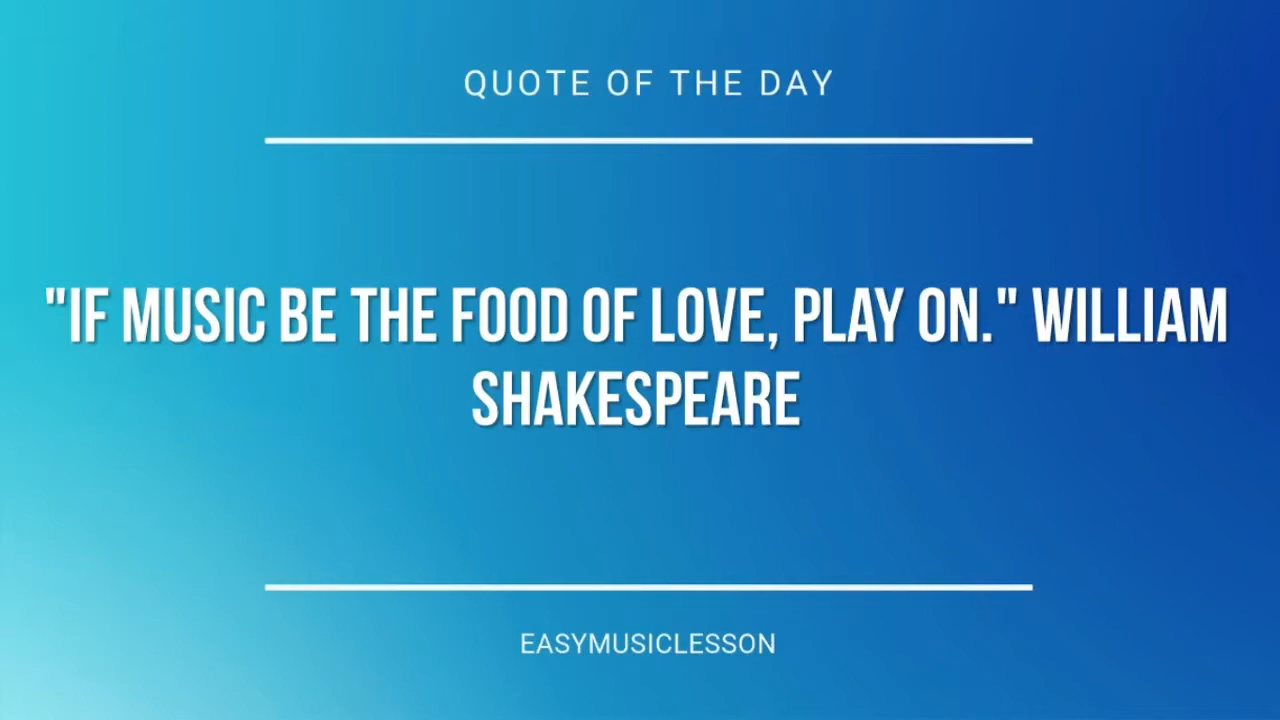 QUOTE OF THE DAY
"IF MUSIC BE THE FOOD OF LOVE, PLAY ON." WILLIAM
SHAKESPEARE
EASYMUSICLESSON